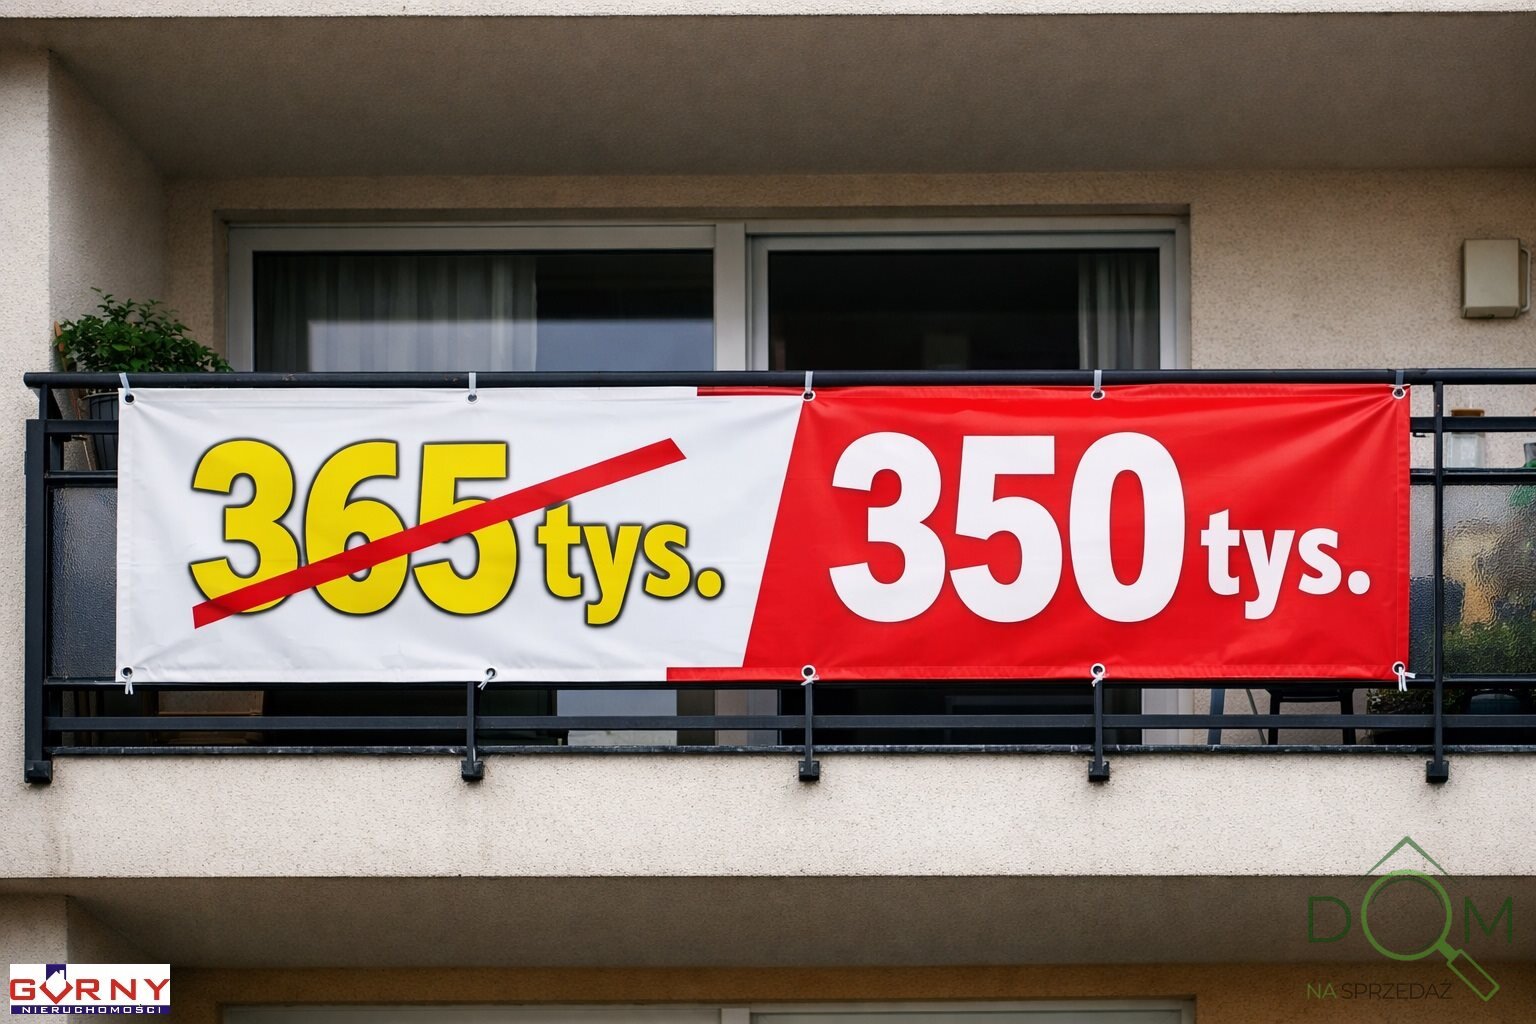 365 tys.
350 tys.
GÓRNY
NIERUCHOMOŚCI
DOM
NA SPRZEDAŻ